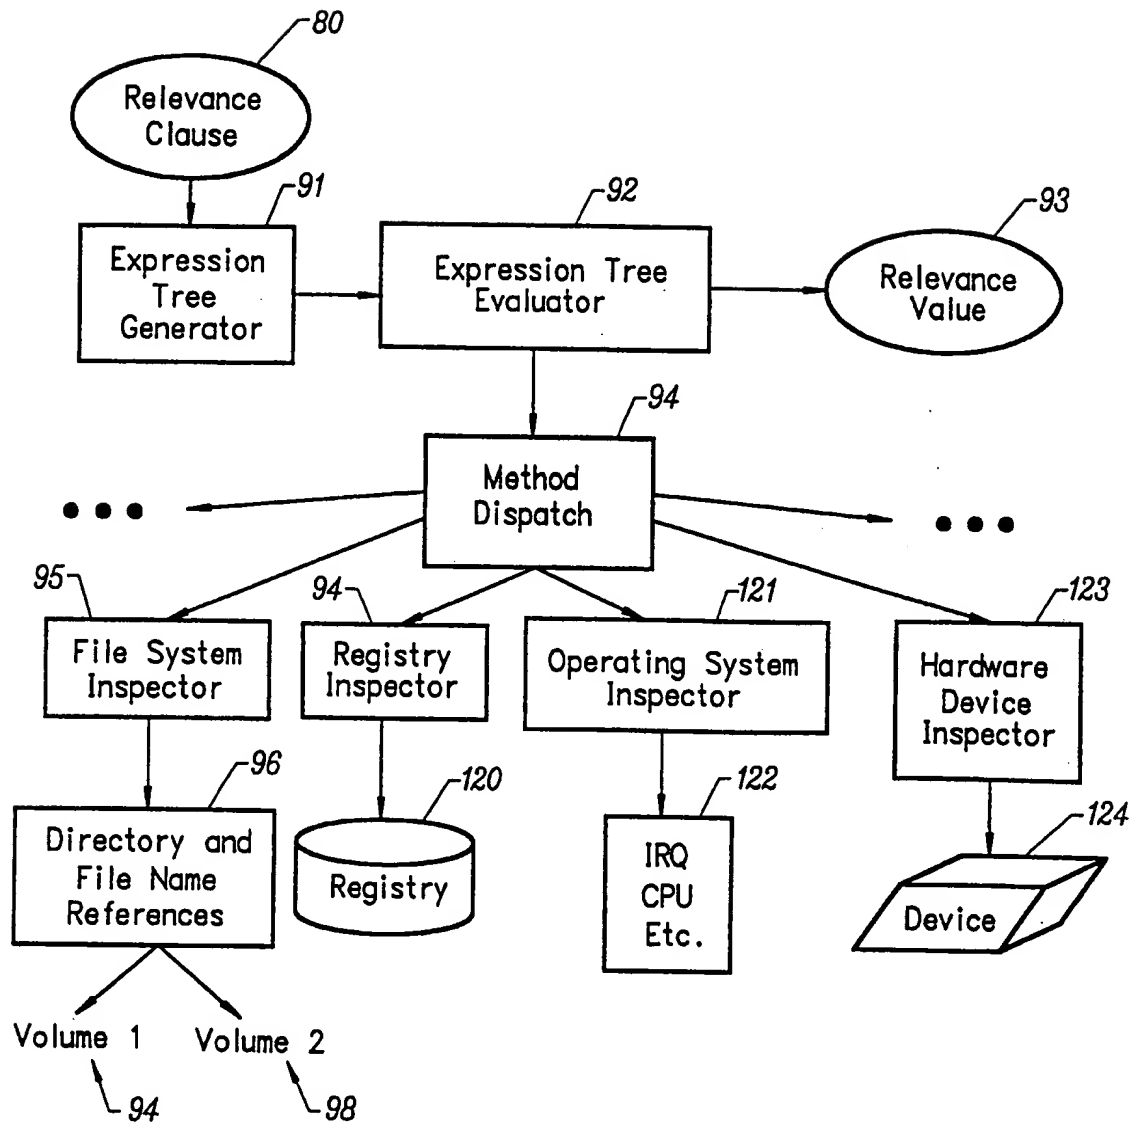 80
Relevance
Clause
91
Expression
Tree
Generator
92
Expression Tree
Evaluator
93
Relevance
Value
94
Method
Dispatch
95
File System
Inspector
94
Registry
Inspector
121
Operating System
Inspector
123
Hardware
Device
Inspector
96
Directory and
File Name
References
120
Registry
122
IRQ
CPU
Etc.
124
Device
Volume 1
94
Volume 2
98